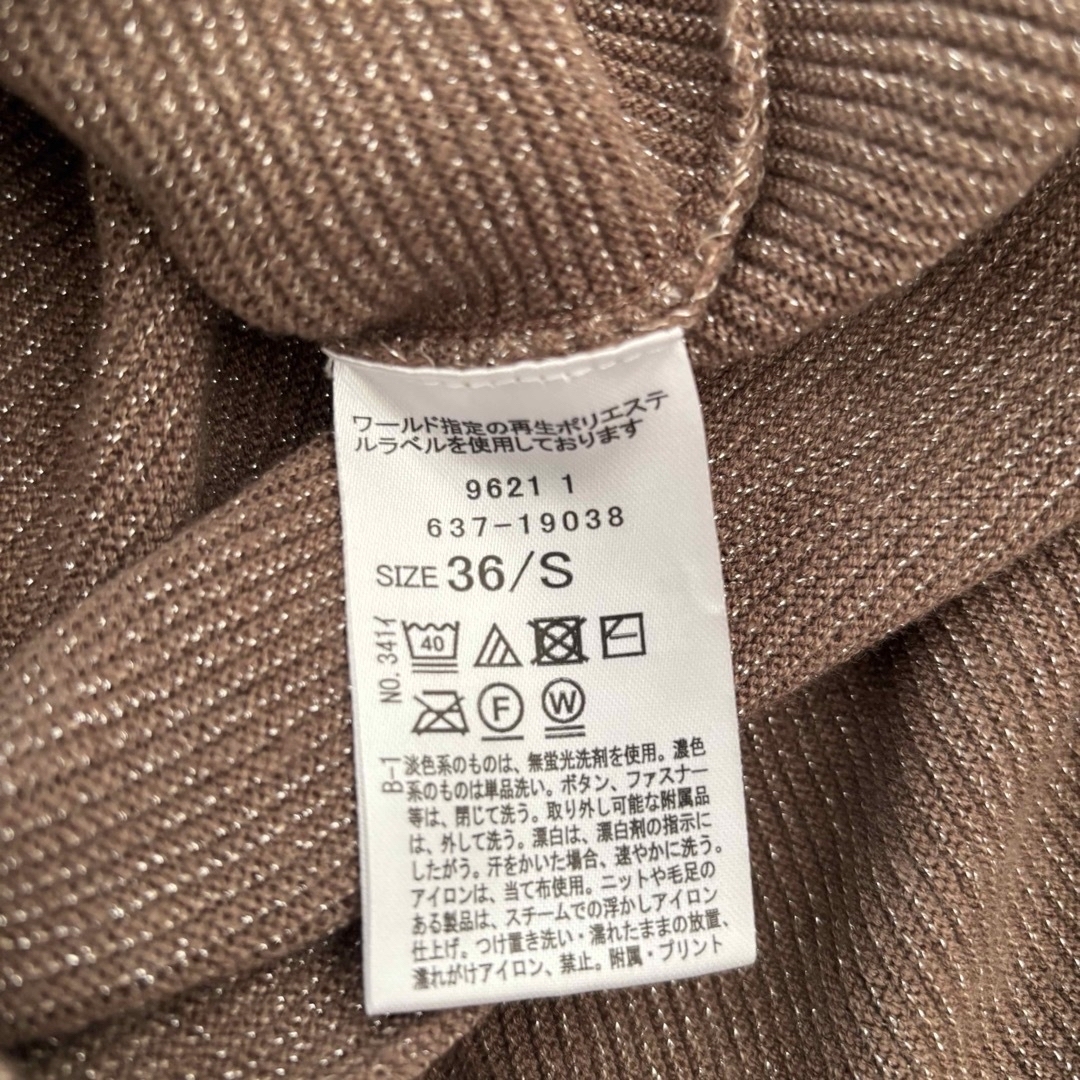 ワールド指定の再生ポリエステ
ルラベルを使用しております
9621 1
637-19038
SIZE 36/S
NO. 341イ
40
F W
B-1
淡色系のものは、無蛍光洗剤を使用。濃色
系のものは単品洗い。ボタン、ファスナー
等は、閉じて洗う。取り外し可能な附属品
は、外して洗う。漂白は、漂白剤の指示に
したがう。汗をかいた場合、速やかに洗う。
アイロンは、当て布使用。ニットや毛足の
ある製品は、スチームでの浮かしアイロン
仕上げ。つけ置き洗い・濡れたままの放置、
濡れがけアイロン、禁止。附属・プリント